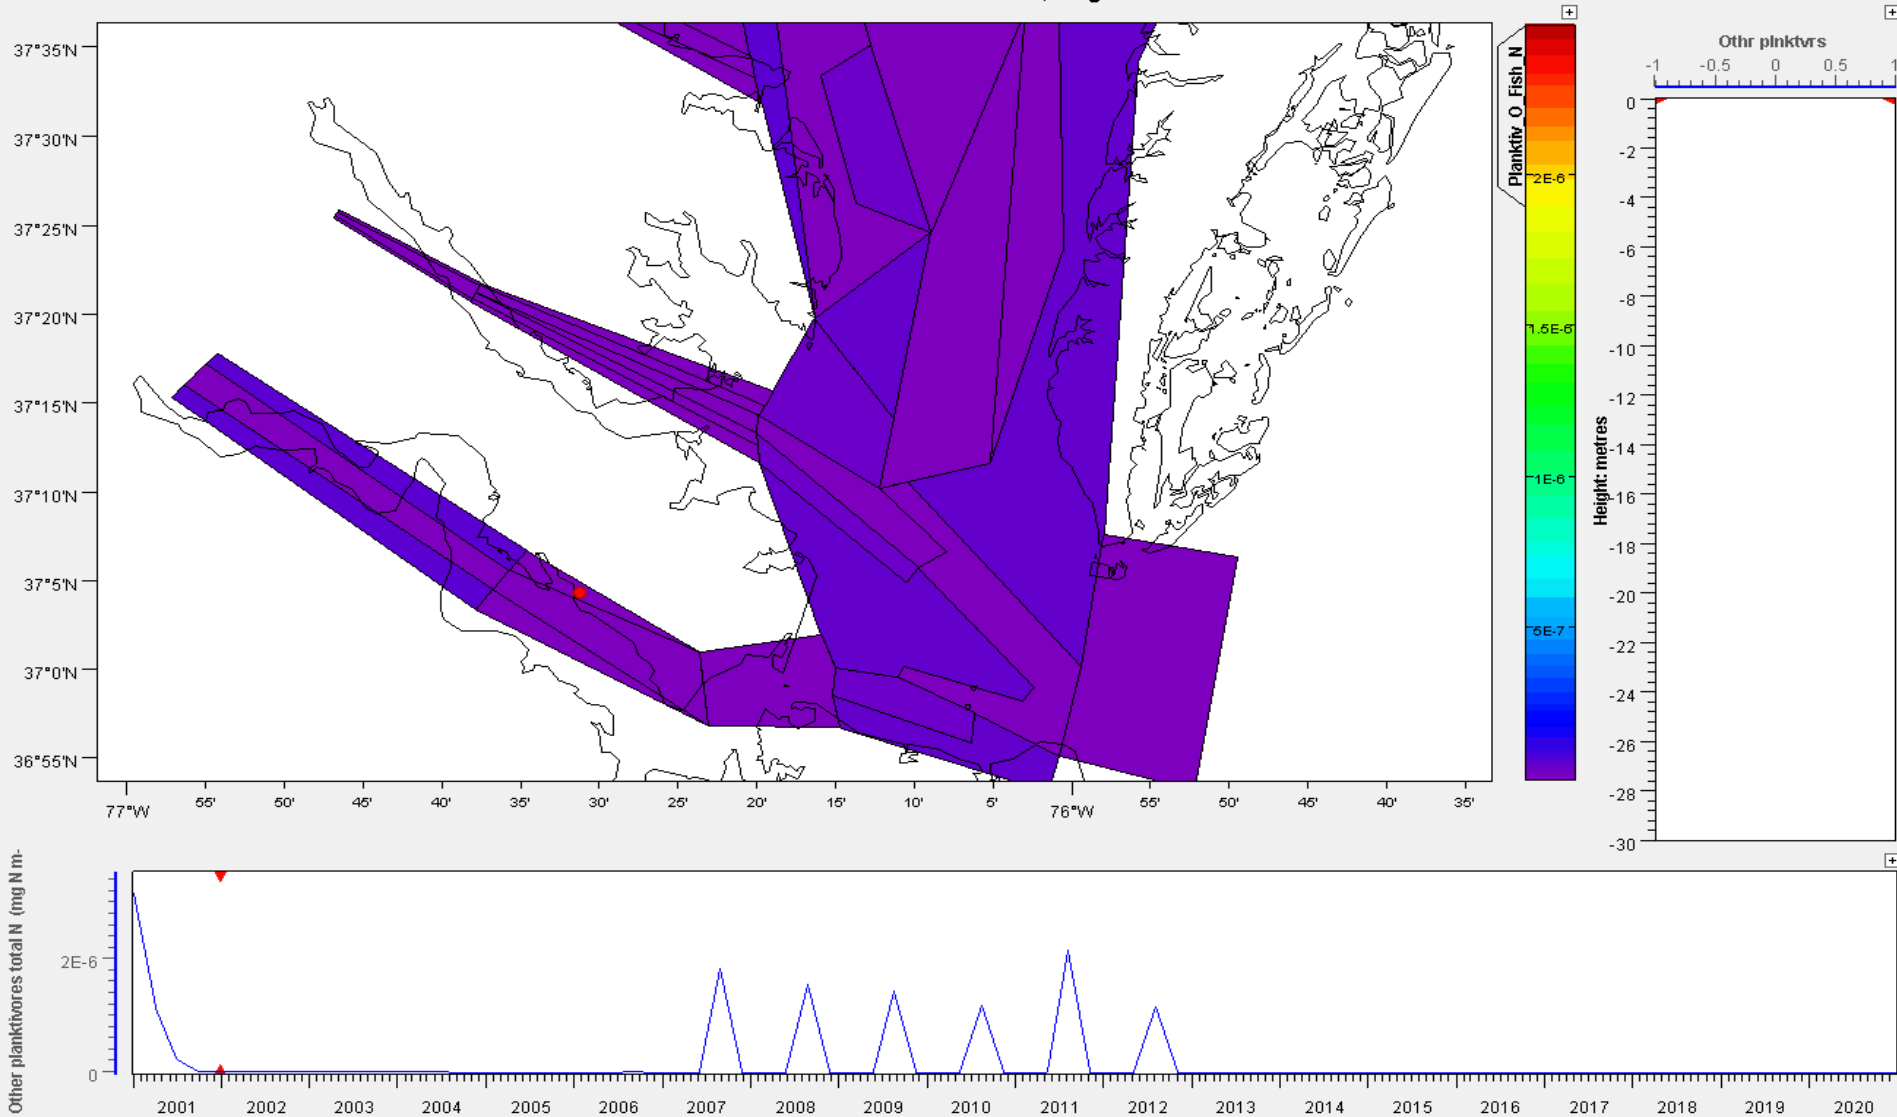 37°35'N
37°30'N
37°25'N
37°20'N
37°15'N
37°10'N
37°5'N
37°0'N
36°55'N
77°W
55'
50'
45'
40'
35'
30'
25'
20'
15'
10'
5'
76°W
55'
50'
45'
40'
35'
Planktiv_O_Fish_N
2E-6
1.5E-6
1E-6
5E-7
Othr plnktvrs
-1 -0.5 0 0.5 1
Height: metres
0
-2
-4
-6
-8
-10
-12
-14
-16
-18
-20
-22
-24
-26
-28
-30
Other planktivores total N (mg N m-
2E-6
0
2001 2002 2003 2004 2005 2006 2007 2008 2009 2010 2011 2012 2013 2014 2015 2016 2017 2018 2019 2020